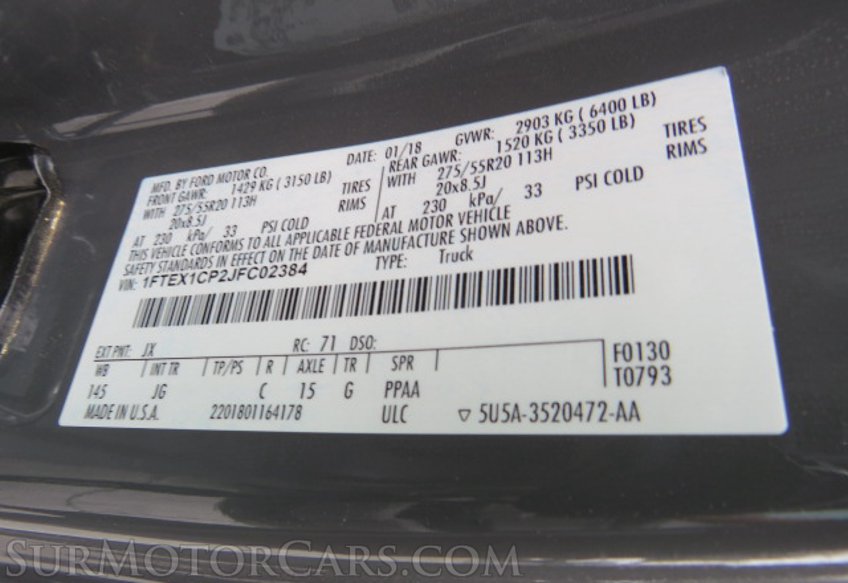 MFD. BY FORD MOTOR CO. DATE: 01/18 GVWR: 2903 KG ( 6400 LB)
FRONT GAWR: 1429 KG ( 3150 LB) REAR GAWR: 1520 KG ( 3350 LB)
WITH 275/55R20 113H TIRES WITH 275/55R20 113H TIRES
20x8.5J RIMS 20x8.5J RIMS
AT 230 kPa/ 33 PSI COLD AT 230 kPa/ 33 PSI COLD
THIS VEHICLE CONFORMS TO ALL APPLICABLE FEDERAL MOTOR VEHICLE
SAFETY STANDARDS IN EFFECT ON THE DATE OF MANUFACTURE SHOWN ABOVE.
VIN: 1FTEX1CP2JFC02384 TYPE: Truck
EXT PNT: JX RC: 71 DSO:
WB INT TR TP/PS R AXLE TR SPR F0130
145 JG C 15 G PPAA T0793
MADE IN U.S.A. 2201801164178 ULC ▽ 5U5A-3520472-AA
SURMOTORCARS.COM